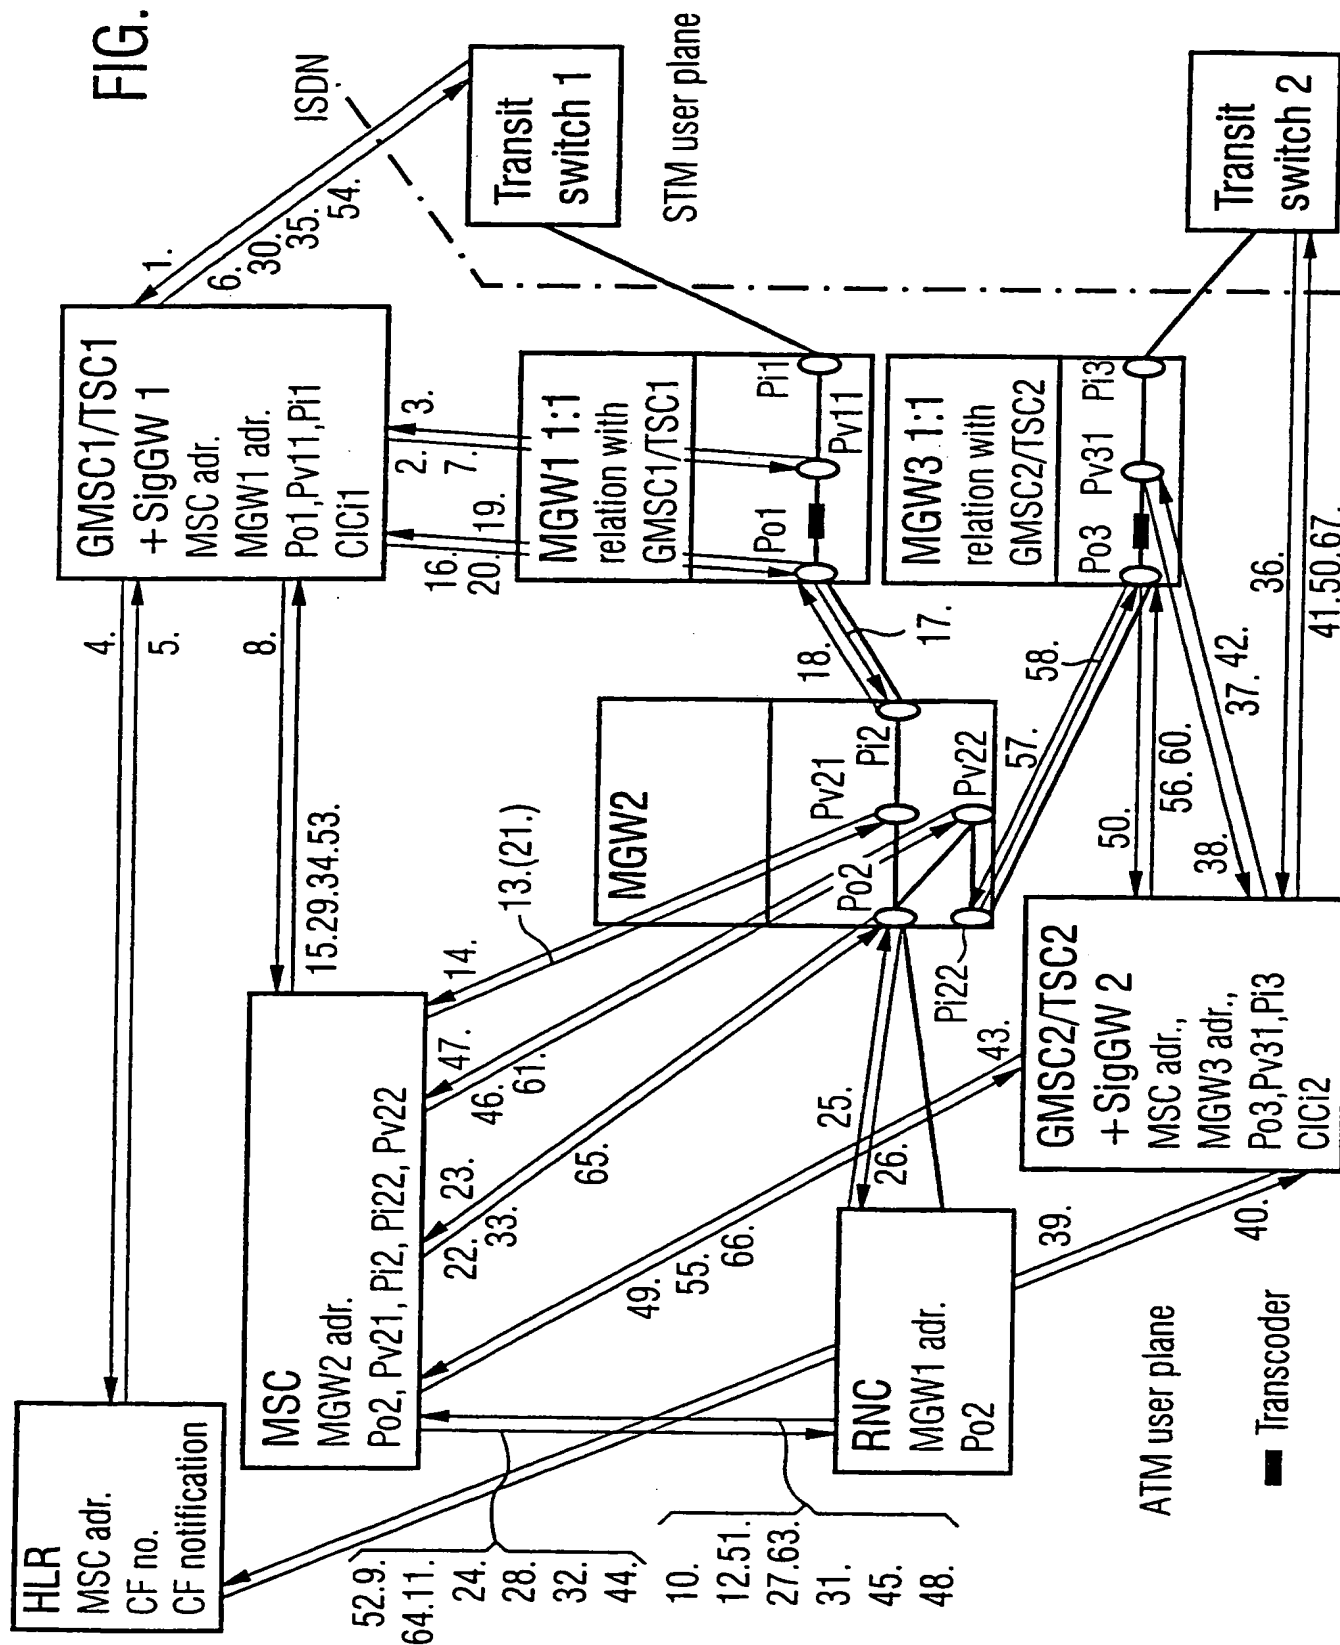 FIG.
HLR
MSC adr.
CF no.
CF notification
4.
5.
GMSC1/TSC1
+SigGW 1
MSC adr.
MGW1 adr.
Po1,Pv11,Pi1
CICi1
1.
6.
30.
35.
54.
ISDN
Transit
switch 1
STM user plane
8.
15.29.34.53.
2.
3.
7.
16.
19.
20.
MSC
MGW2 adr.
Po2, Pv21, Pi2, Pi22, Pv22
52.9.
64.11.
24.
28.
32.
44.
10.
12.51.
27.63.
31.
45.
48.
14.
13.(21.)
47.
46.
61.
23.
22.
33.
65.
49.
55.
66.
43.
MGW1 1:1
relation with
GMSC1/TSC1
Po1
Pv11
Pi1
18.
17.
MGW2
Pv21
Pi2
Po2
Pv22
Pi22
MGW3 1:1
relation with
GMSC2/TSC2
Po3
Pv31
Pi3
57.
58.
50.
56.60.
38.
37.
42.
36.
41.50.67.
Transit
switch 2
25.
26.
RNC
MGW1 adr.
Po2
39.
40.
GMSC2/TSC2
+SigGW 2
MSC adr.,
MGW3 adr.,
Po3,Pv31,Pi3
CICi2
ATM user plane
Transcoder